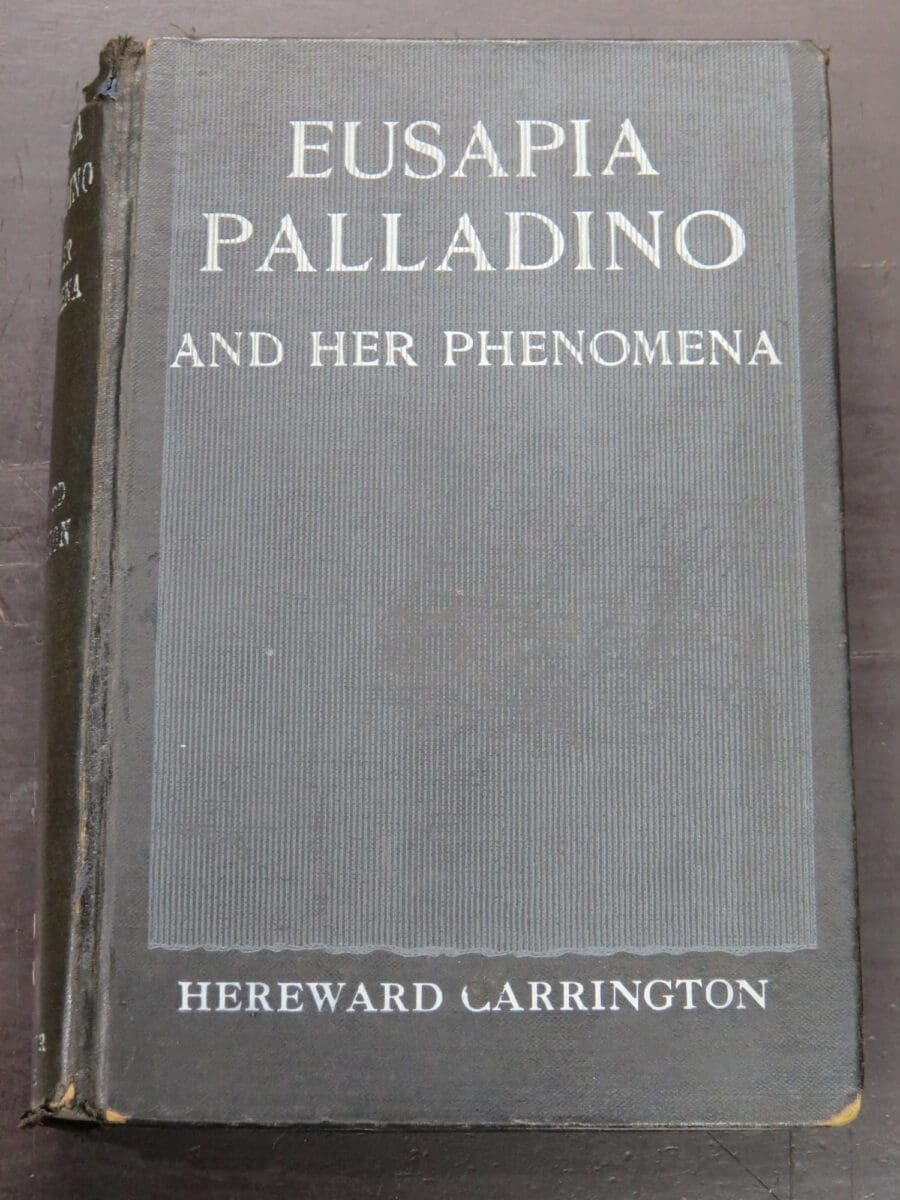 EUSAPIA
PALLADINO
AND HER PHENOMENA
HEREWARD CARRINGTON